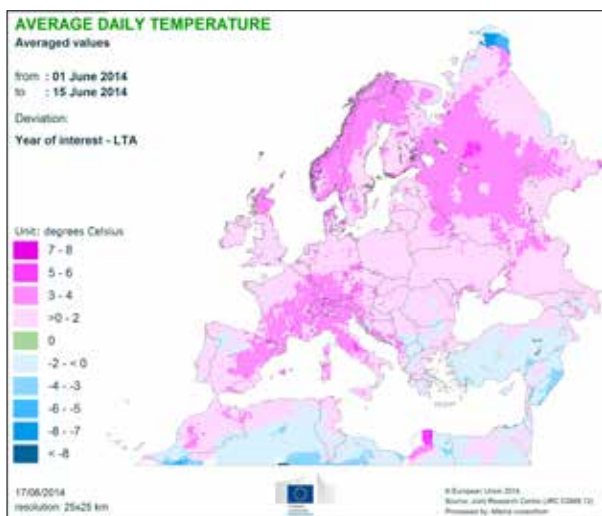 AVERAGE DAILY TEMPERATURE
Averaged values
from : 01 June 2014
to : 15 June 2014
Deviation:
Year of interest - LTA
Unit: degrees Celsius
7 - 8
5 - 6
3 - 4
>0 - 2
0
-2 - <0
-4 - -3
-6 - -5
-8 - -7
< -8
17/06/2014
resolution: 25x25 km
© European Union 2014
Source: Joint Research Centre
Processed by: consortium